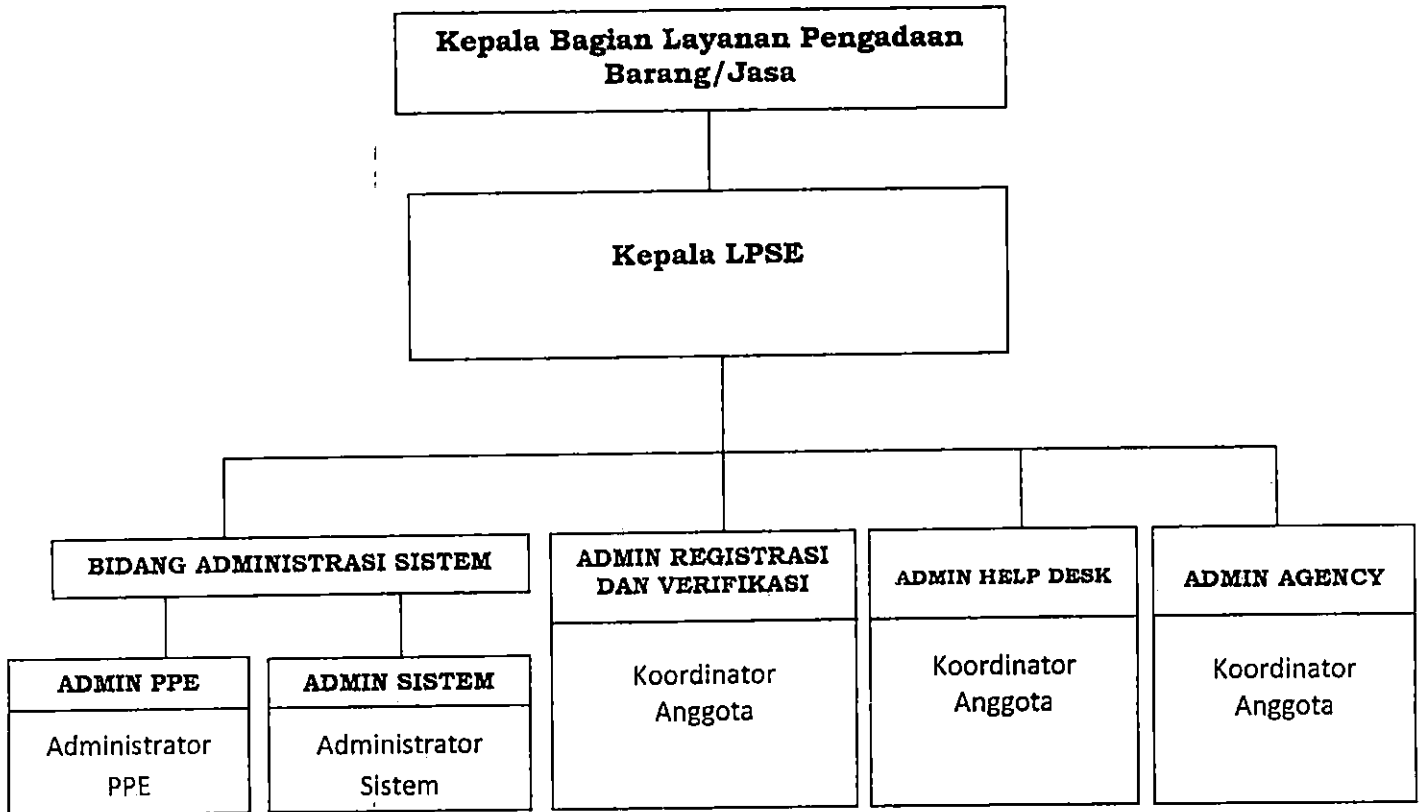 Kepala Bagian Layanan Pengadaan
Barang/Jasa
Kepala LPSE
BIDANG ADMINISTRASI SISTEM
ADMIN PPE
Administrator
PPE
ADMIN SISTEM
Administrator
Sistem
ADMIN REGISTRASI
DAN VERIFIKASI
Koordinator
Anggota
ADMIN HELP DESK
Koordinator
Anggota
ADMIN AGENCY
Koordinator
Anggota